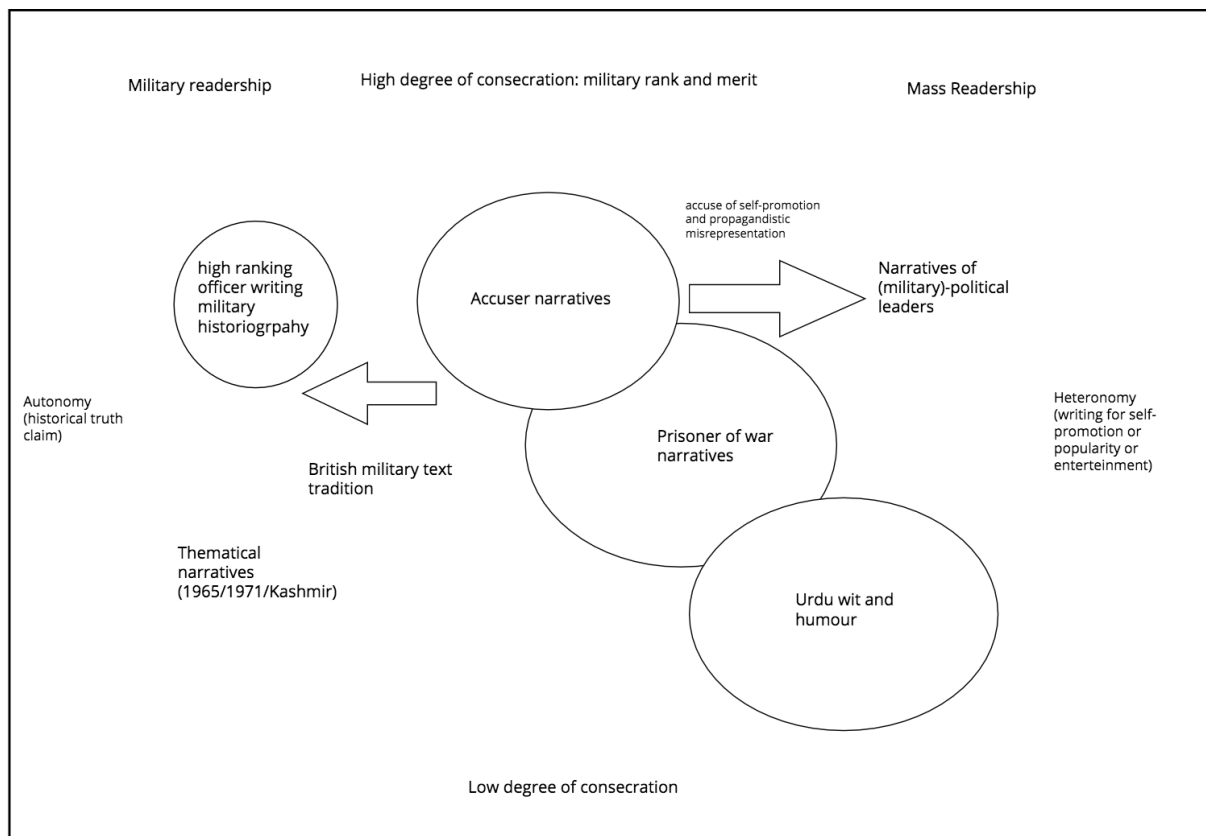 Military readership
High degree of consecration: military rank and merit
Mass Readership
accuse of self-promotion
and propagandistic
misrepresentation
high ranking
officer writing
military
historiogrpahy
Accuser narratives
Narratives of
(military)-political
leaders
Autonomy
(historical truth
claim)
Heteronomy
(writing for self-
promotion or
popularity or
enterteinment)
Prisoner of war
narratives
British military text
tradition
Thematical
narratives
(1965/1971/Kashmir)
Urdu wit and
humour
Low degree of consecration